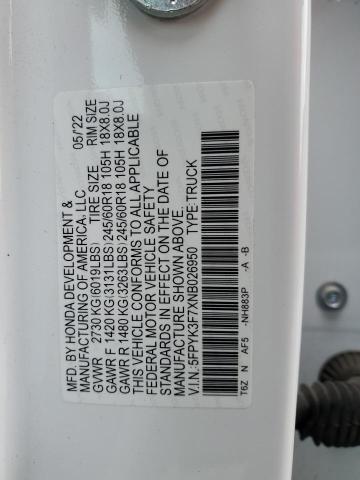 MFD. BY HONDA DEVELOPMENT &
MANUFACTURING OF AMERICA, LLC 05/'22
GVWR 2730 KG(6019LBS) TIRE SIZE RIM SIZE
GAWR F 1420 KG(3131LBS) 245/60R18 105H 18X8.0J
GAWR R 1480 KG(3263LBS) 245/60R18 105H 18X8.0J
THIS VEHICLE CONFORMS TO ALL APPLICABLE
FEDERAL MOTOR VEHICLE SAFETY
STANDARDS IN EFFECT ON THE DATE OF
MANUFACTURE SHOWN ABOVE.
V.I.N: 5FPYK3F7XNB026950 TYPE:TRUCK
T6Z N AF5 -NH883P -A -B